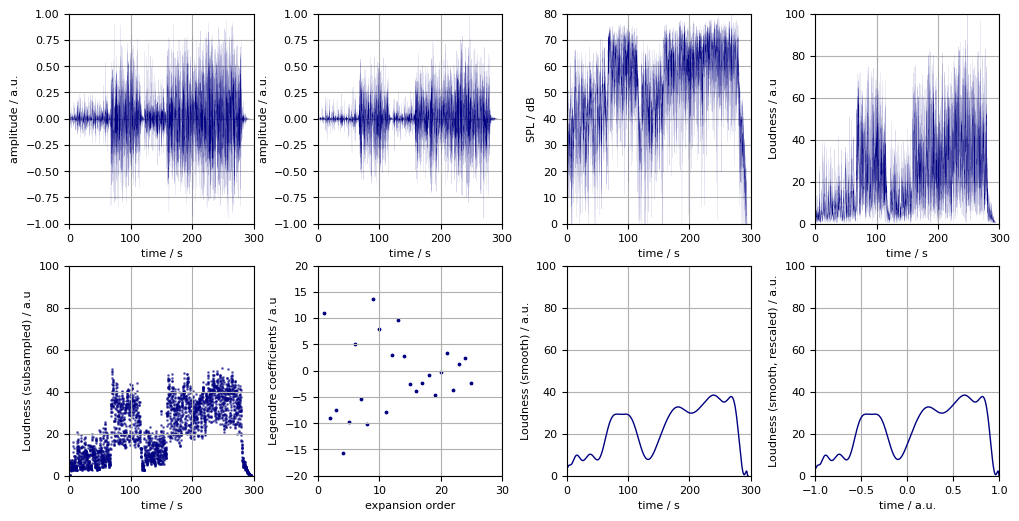 1.00
0.75
0.50
0.25
0.00
−0.25
−0.50
−0.75
−1.00
amplitude / a.u.
0 100 200 300
time / s
1.00
0.75
0.50
0.25
0.00
−0.25
−0.50
−0.75
−1.00
amplitude / a.u.
0 100 200 300
time / s
80
70
60
50
40
30
20
10
0
SPL / dB
0 100 200 300
time / s
100
80
60
40
20
0
Loudness / a.u
0 100 200 300
time / s
100
80
60
40
20
0
Loudness (subsampled) / a.u
0 100 200 300
time / s
20
15
10
5
0
−5
−10
−15
−20
Legendre coefficients / a.u
0 10 20 30
expansion order
100
80
60
40
20
0
Loudness (smooth) / a.u.
0 100 200 300
time / s
100
80
60
40
20
0
Loudness (smooth, rescaled) / a.u.
−1.0 −0.5 0.0 0.5 1.0
time / a.u.